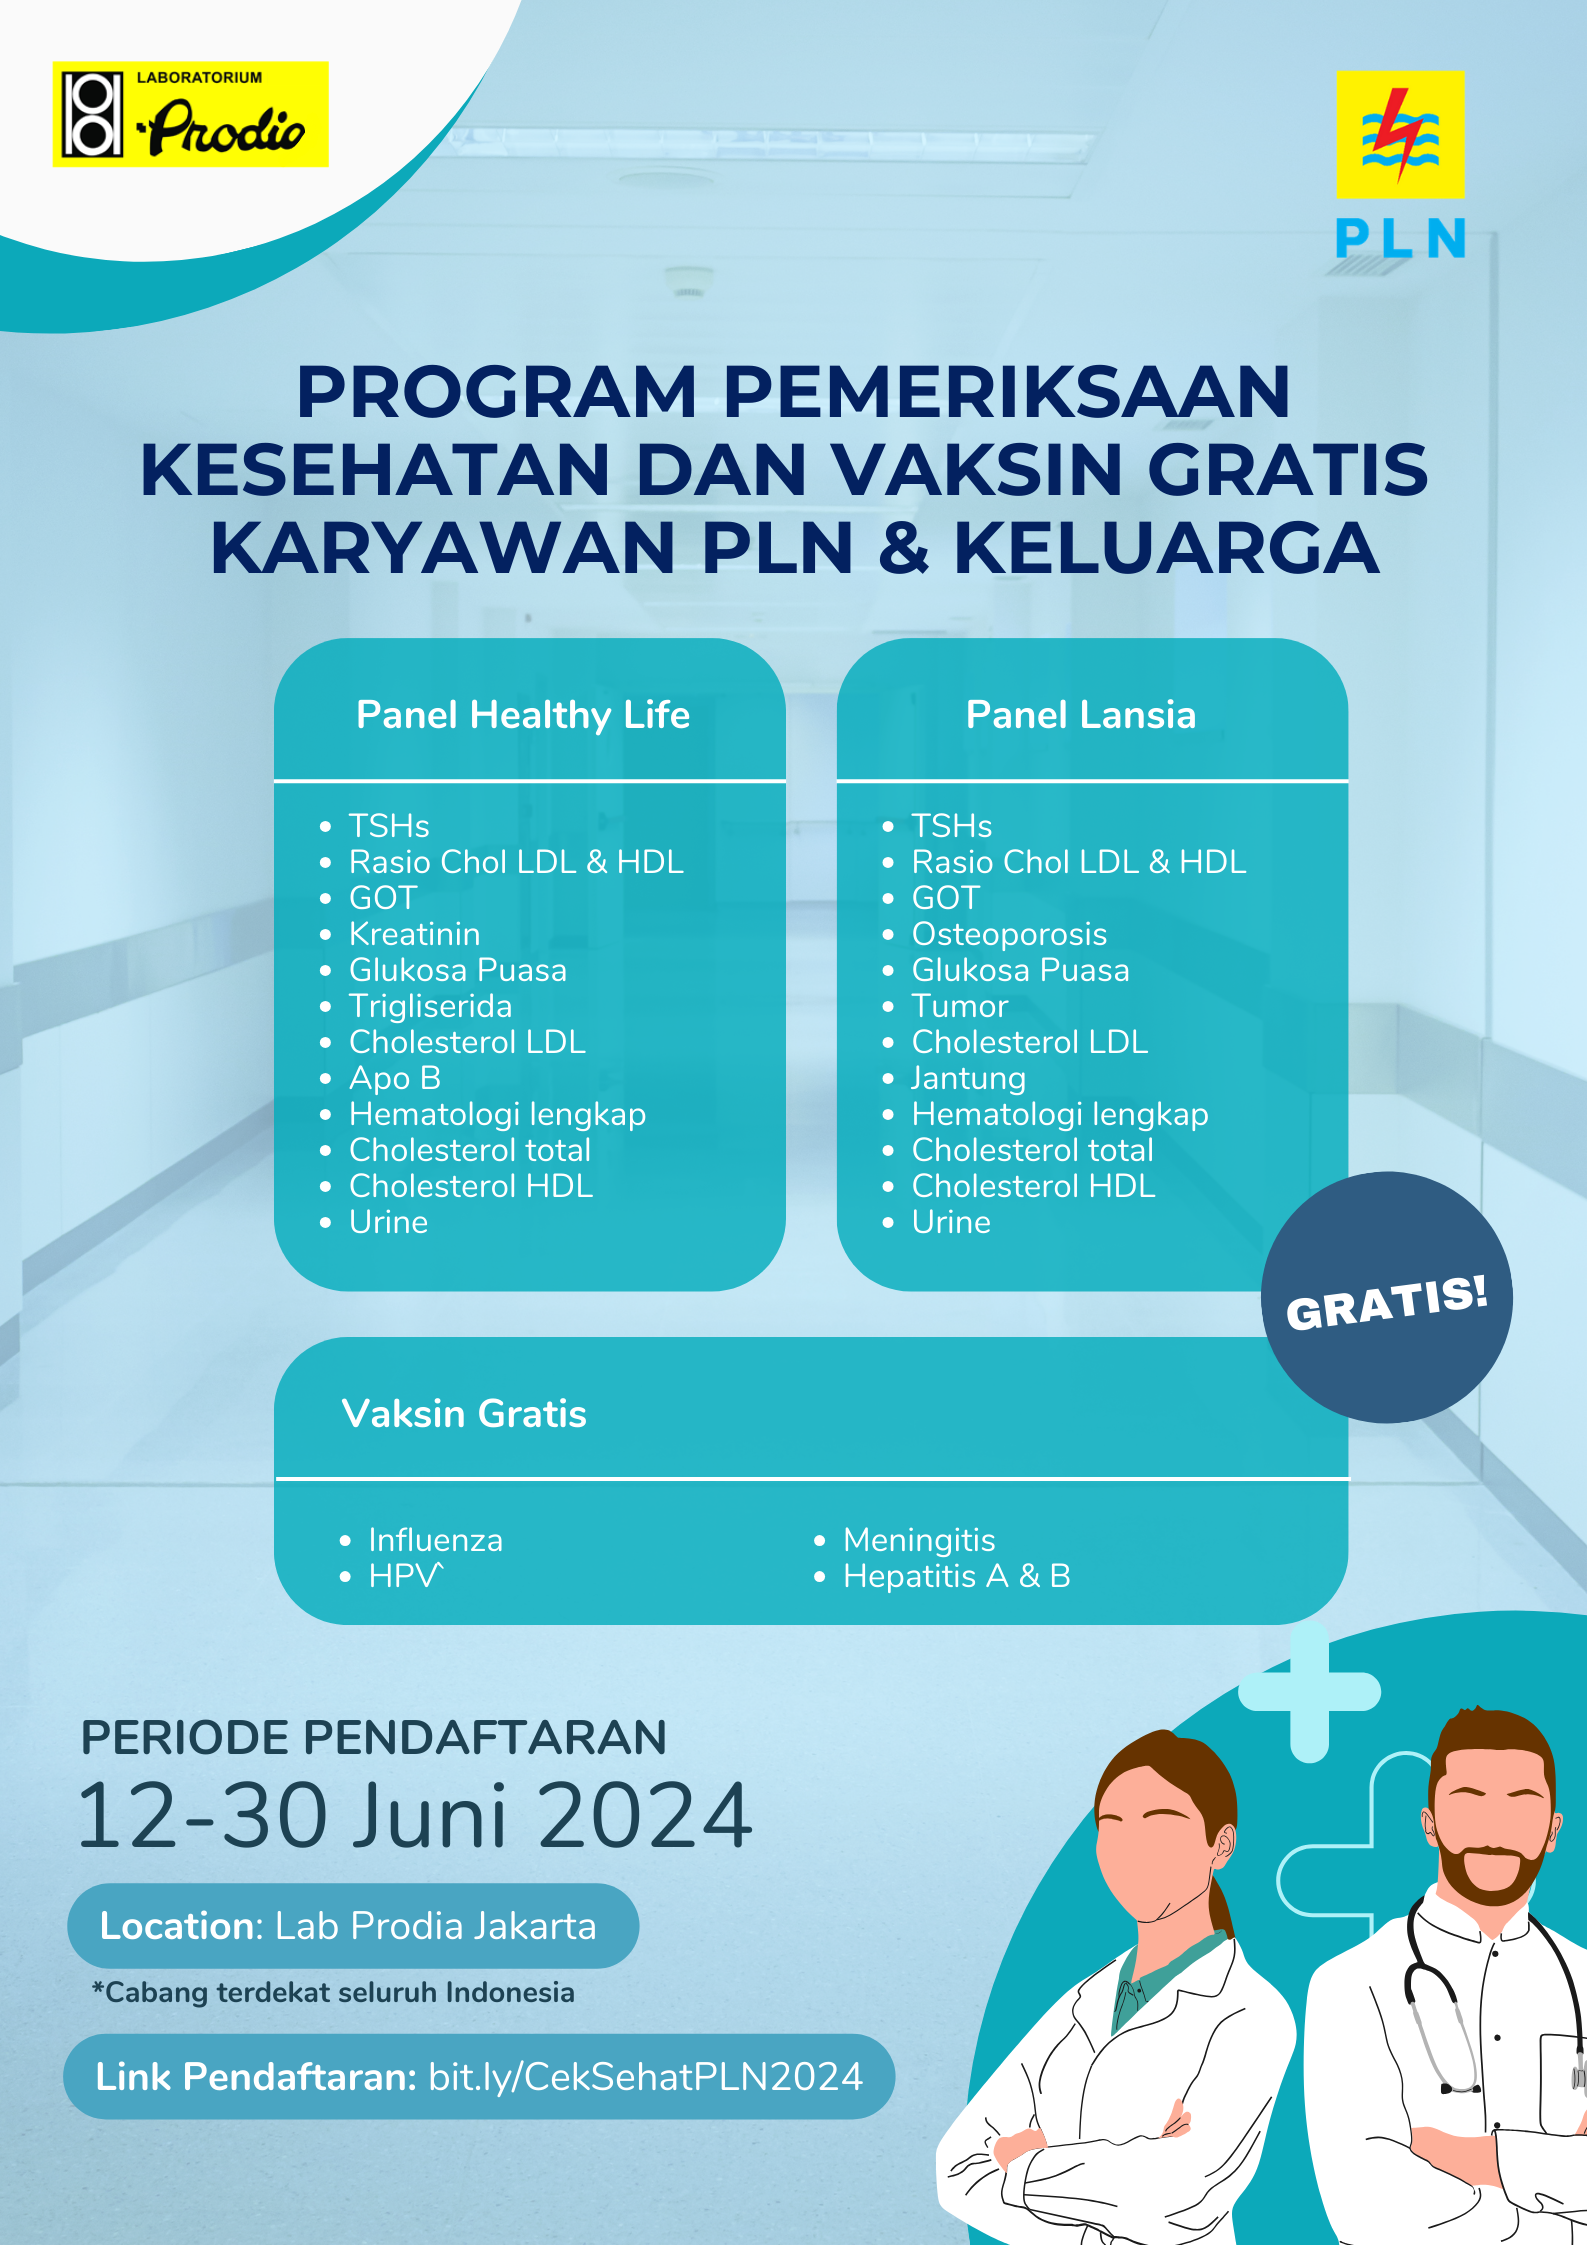 LABORATORIUM
Prodia
PLN
PROGRAM PEMERIKSAAN
KESEHATAN DAN VAKSIN GRATIS
KARYAWAN PLN & KELUARGA
Panel Healthy Life
• TSHs
• Rasio Chol LDL & HDL
• GOT
• Kreatinin
• Glukosa Puasa
• Trigliserida
• Cholesterol LDL
• Apo B
• Hematologi lengkap
• Cholesterol total
• Cholesterol HDL
• Urine
Panel Lansia
• TSHs
• Rasio Chol LDL & HDL
• GOT
• Osteoporosis
• Glukosa Puasa
• Tumor
• Cholesterol LDL
• Jantung
• Hematologi lengkap
• Cholesterol total
• Cholesterol HDL
• Urine
GRATIS!
Vaksin Gratis
• Influenza
• HPV`
• Meningitis
• Hepatitis A & B
PERIODE PENDAFTARAN
12-30 Juni 2024
Location: Lab Prodia Jakarta
*Cabang terdekat seluruh Indonesia
Link Pendaftaran: bit.ly/CekSehatPLN2024